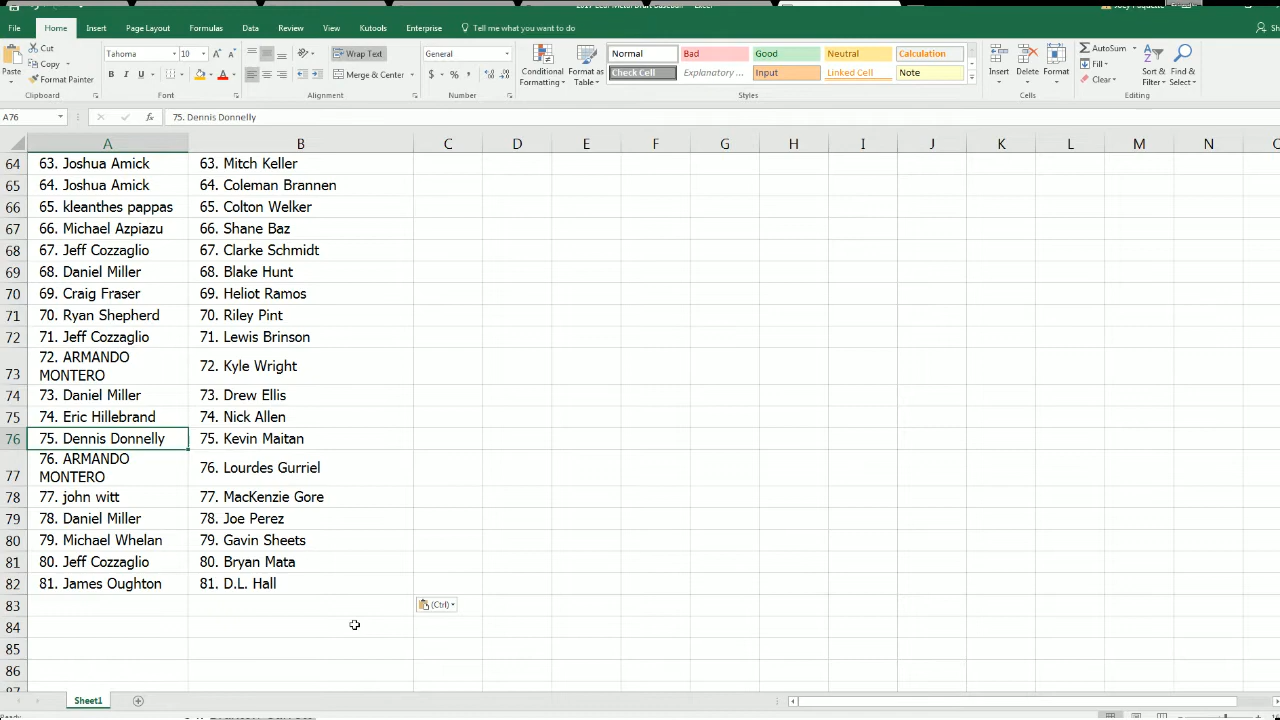 File Home Insert Page Layout Formulas Data Review View Kutools Enterprise Tell me what you want to do
Cut
Copy
Format Painter
Paste
Clipboard
Tahoma 10
B I U
Font
Wrap Text
Merge & Center
Alignment
General
$ % ,
Number
Conditional Formatting
Format as Table
Normal Bad Good Neutral Calculation
Check Cell Explanatory ... Input Linked Cell Note
Styles
Insert Delete Format
Cells
AutoSum
Fill
Clear
Sort & Filter
Find & Select
Editing
A76 fx 75. Dennis Donnelly
A B C D E F G H I J K L M N
64 63. Joshua Amick 63. Mitch Keller
65 64. Joshua Amick 64. Coleman Brannen
66 65. kleanthes pappas 65. Colton Welker
67 66. Michael Azpiazu 66. Shane Baz
68 67. Jeff Cozzaglio 67. Clarke Schmidt
69 68. Daniel Miller 68. Blake Hunt
70 69. Craig Fraser 69. Heliot Ramos
71 70. Ryan Shepherd 70. Riley Pint
72 71. Jeff Cozzaglio 71. Lewis Brinson
73 72. ARMANDO MONTERO 72. Kyle Wright
74 73. Daniel Miller 73. Drew Ellis
75 74. Eric Hillebrand 74. Nick Allen
76 75. Dennis Donnelly 75. Kevin Maitan
77 76. ARMANDO MONTERO 76. Lourdes Gurriel
78 77. john witt 77. MacKenzie Gore
79 78. Daniel Miller 78. Joe Perez
80 79. Michael Whelan 79. Gavin Sheets
81 80. Jeff Cozzaglio 80. Bryan Mata
82 81. James Oughton 81. D.L. Hall
83 (Ctrl)
84
85
86
Sheet1